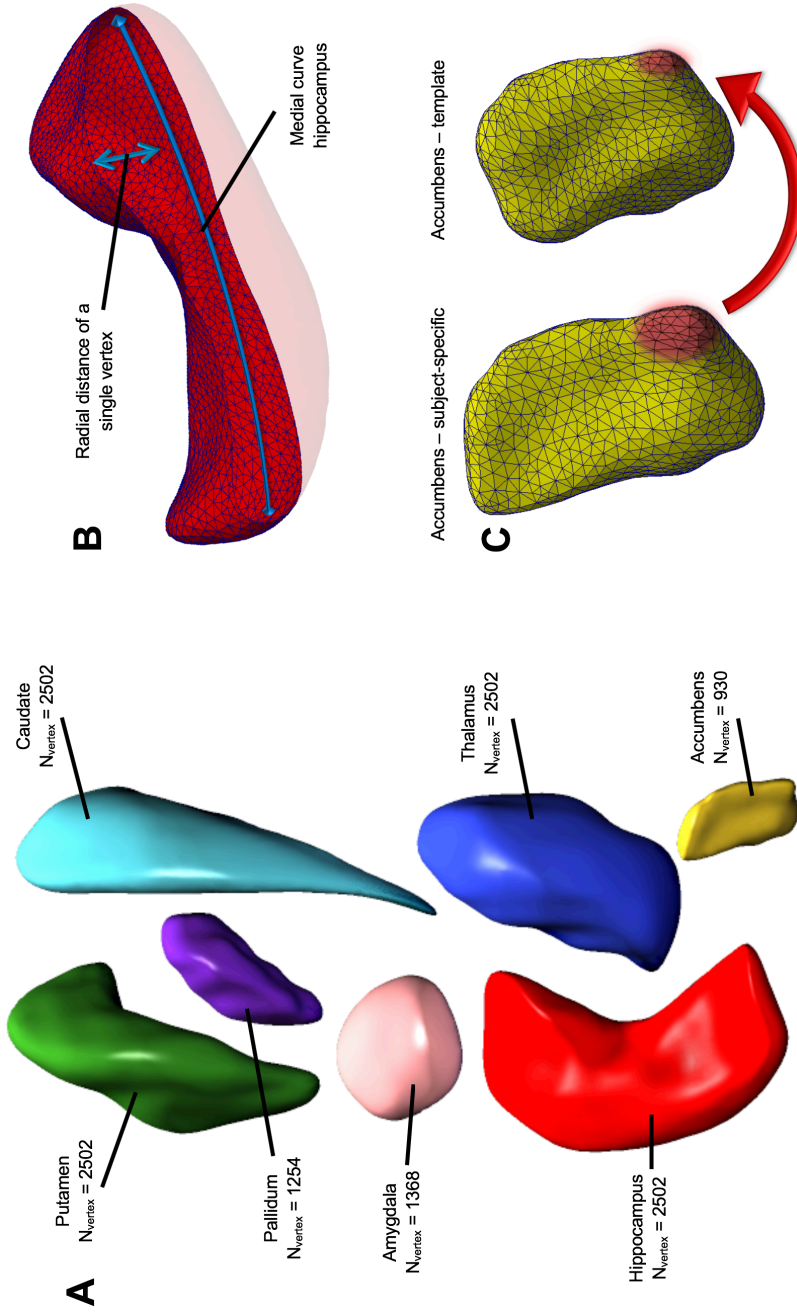 A
Putamen
Nvertex = 2502
Caudate
Nvertex = 2502
Pallidum
Nvertex = 1254
Amygdala
Nvertex = 1368
Thalamus
Nvertex = 2502
Hippocampus
Nvertex = 2502
Accumbens
Nvertex = 930
B
Radial distance of a
single vertex
Medial curve
hippocampus
Accumbens – subject-specific
Accumbens – template
C